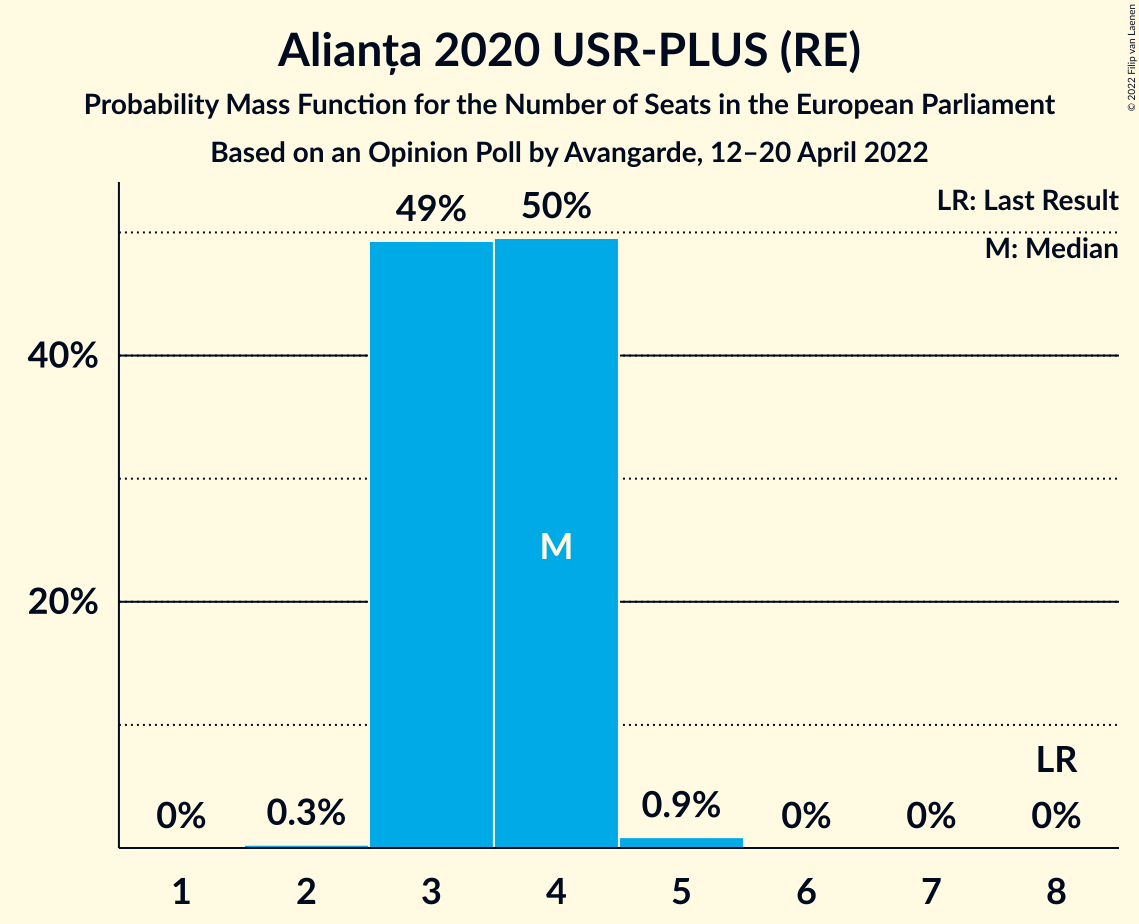 Alianța 2020 USR-PLUS (RE)
Probability Mass Function for the Number of Seats in the European Parliament
Based on an Opinion Poll by Avangarde, 12–20 April 2022
© 2022 Filip van Laenen
LR: Last Result
M: Median
49%
50%
40%
M
20%
LR
0%
0.3%
0.9%
0%
0%
0%
1 2 3 4 5 6 7 8